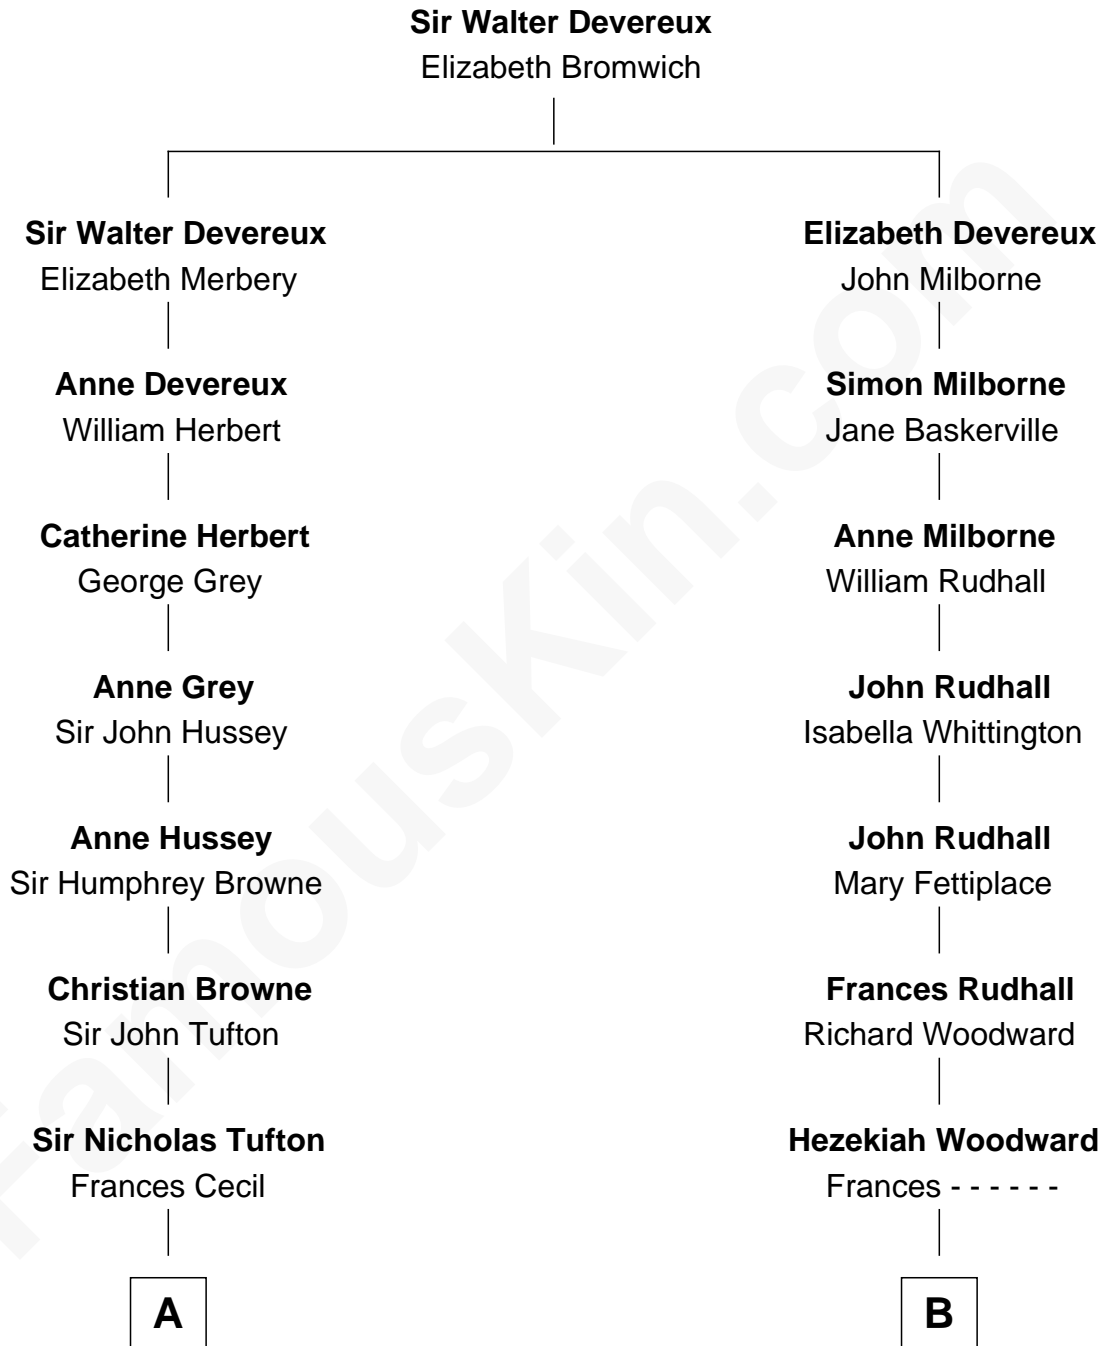 Sir Walter Devereux
Elizabeth Bromwich
Sir Walter Devereux
Elizabeth Merbery
Anne Devereux
William Herbert
Catherine Herbert
George Grey
Anne Grey
Sir John Hussey
Anne Hussey
Sir Humphrey Browne
Christian Browne
Sir John Tufton
Sir Nicholas Tufton
Frances Cecil
A
Elizabeth Devereux
John Milborne
Simon Milborne
Jane Baskerville
Anne Milborne
William Rudhall
John Rudhall
Isabella Whittington
John Rudhall
Mary Fettiplace
Frances Rudhall
Richard Woodward
Hezekiah Woodward
Frances - - - - - -
B
FamousKin.com